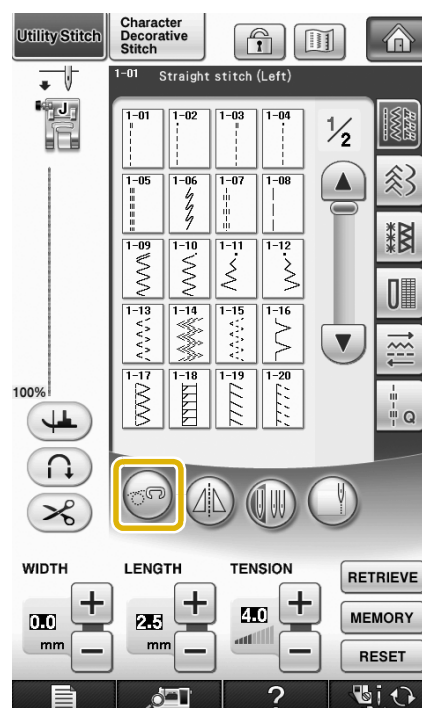 Utility Stitch
Character
Decorative
Stitch
1-01 Straight stitch (Left)
J
1-01 1-02 1-03 1-04
1/2
1-05 1-06 1-07 1-08
1-09 1-10 1-11 1-12
1-13 1-14 1-15 1-16
1-17 1-18 1-19 1-20
Q
100%
WIDTH LENGTH TENSION
0.0 2.5 4.0
mm mm
RETRIEVE
MEMORY
RESET
?